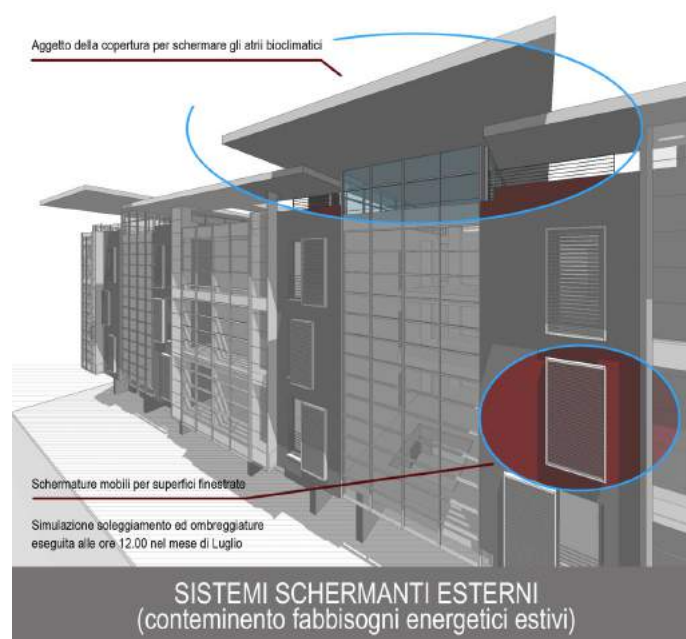 Aggetto della copertura per schermare gli atrii bioclimatici
Schermature mobili per superfici finestrate
Simulazione soleggiamento ed ombreggiature
eseguita alle ore 12.00 nel mese di Luglio
SISTEMI SCHERMANTI ESTERNI
(conteminento fabbisogni energetici estivi)